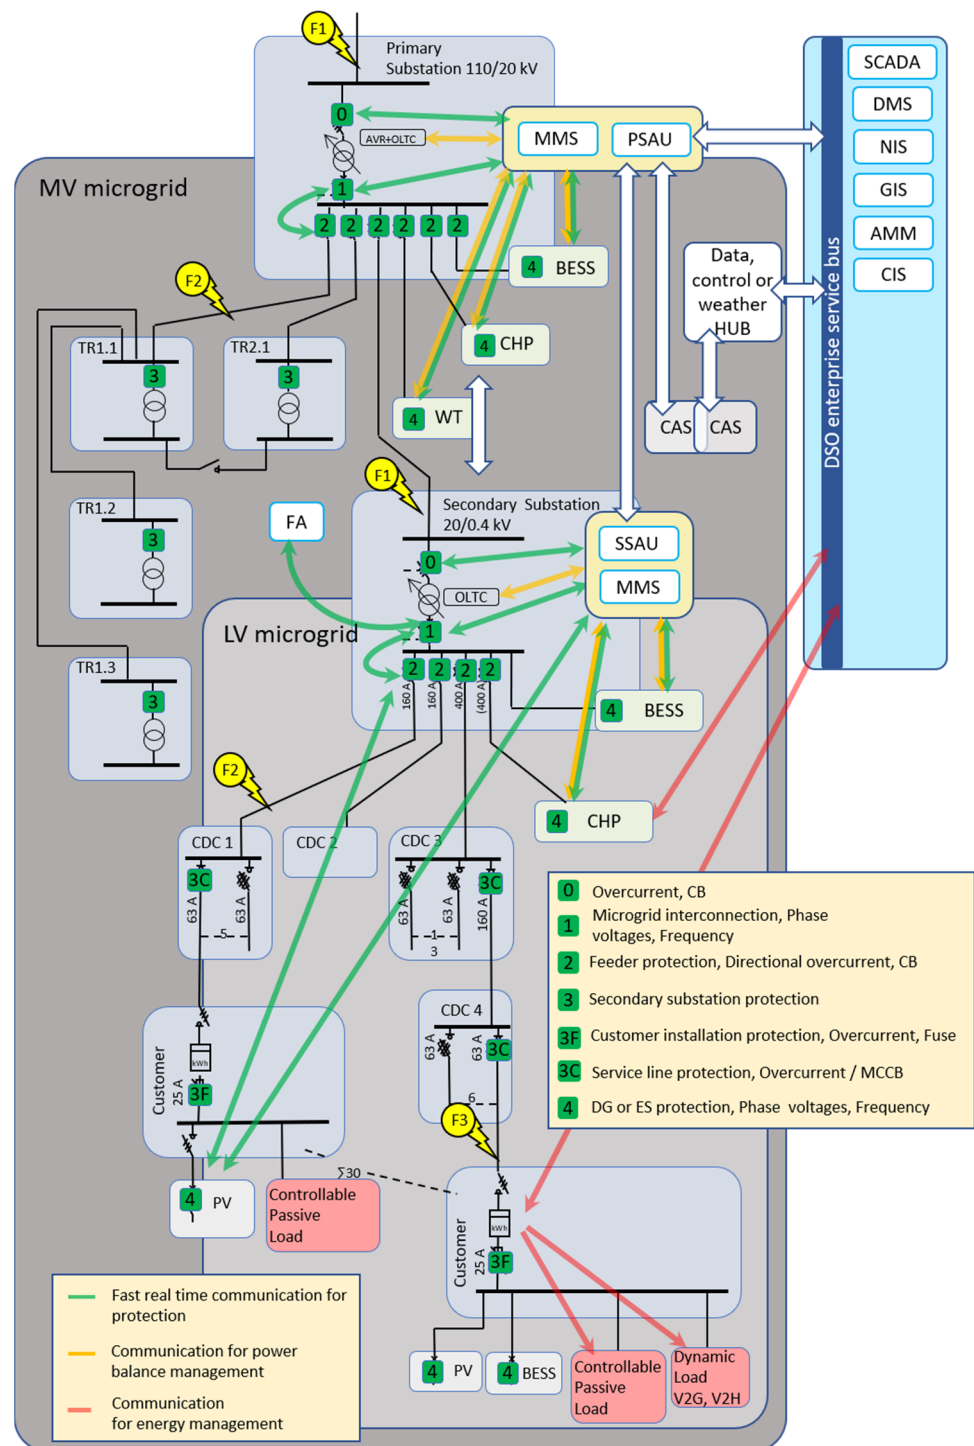 F1
Primary
Substation 110/20 kV
SCADA
DMS
NIS
GIS
AMM
CIS
DSO enterprise service bus
0
AVR+OLTC
MMS
PSAU
MV microgrid
1
2
2
2
2
2
2
4
BESS
Data,
control or
weather
HUB
F2
TR1.1
3
TR2.1
3
4
CHP
4
WT
CAS
CAS
F1
Secondary Substation
20/0.4 kV
TR1.2
3
FA
SSAU
MMS
0
OLTC
LV microgrid
1
2
2
2
2
160 A
160 A
400 A
(400 A)
TR1.3
3
4
BESS
F2
4
CHP
CDC 1
3C
63 A
63 A
5
CDC 2
CDC 3
3C
63 A
63 A
160 A
1
3
0
Overcurrent, CB
1
Microgrid interconnection, Phase
voltages, Frequency
2
Feeder protection, Directional overcurrent, CB
3
Secondary substation protection
3F
Customer installation protection, Overcurrent, Fuse
3C
Service line protection, Overcurrent / MCCB
4
DG or ES protection, Phase voltages, Frequency
CDC 4
63 A
63 A
3C
6
F3
Customer
kWh
25 A
3F
∑30
4
PV
Controllable
Passive
Load
Customer
kWh
25 A
3F
4
PV
4
BESS
Controllable
Passive
Load
Dynamic
Load
V2G, V2H
Fast real time communication for
protection
Communication for power
balance management
Communication
for energy management